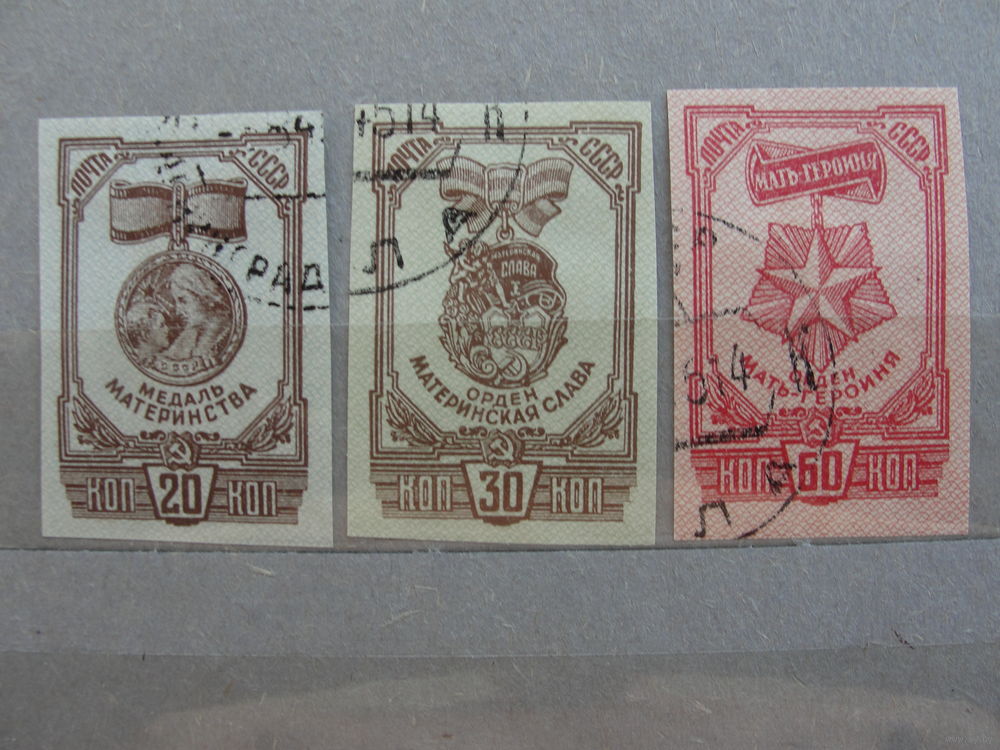 ПОЧТА СССР
МЕДАЛЬ
МАТЕРИНСТВА
КОП 20 КОП
ПОЧТА СССР
МАТЕРИНСКАЯ
СЛАВА
I
ОРДЕН
МАТЕРИНСКАЯ СЛАВА
КОП 30 КОП
ПОЧТА СССР
МАТЬ-ГЕРОИНЯ
ОРДЕН
МАТЬ-ГЕРОИНЯ
КОП 60 КОП